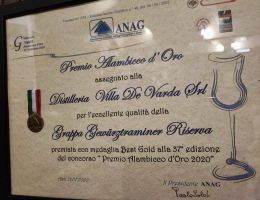 ANAG
Premio Alambicco d'Oro
assegnato alla
Distilleria Villa De Varda Srl
per l'eccellente qualità della
Grappa Gewürztraminer Riserva
premiata con medaglia Best Gold alla 37° edizione
del concorso "Premio Alambicco d'Oro 2020"
Il Presidente ANAG